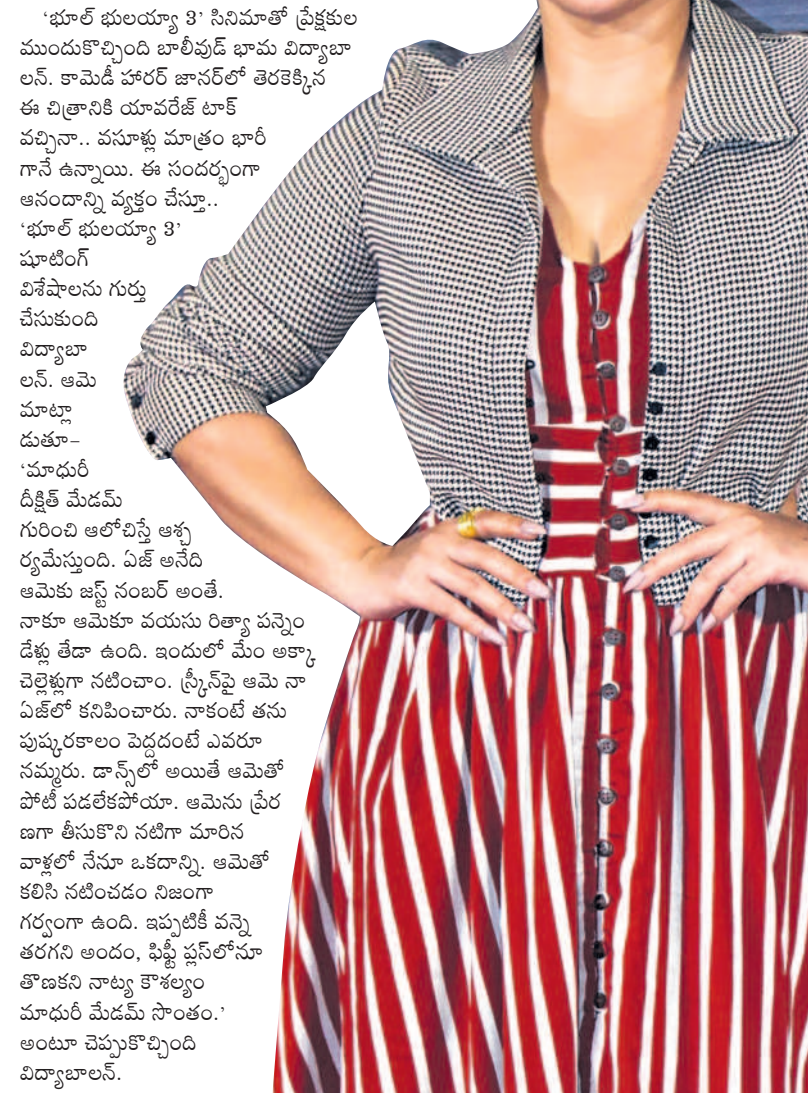 ‘భూల్ భులయ్యా 3’ సినిమాతో ప్రేక్షకుల
ముందుకొచ్చింది బాలీవుడ్ భామ విద్యాబా
లన్. కామెడీ హారర్ జానర్‌లో తెరకెక్కిన
ఈ చిత్రానికి యావరేజ్ టాక్
వచ్చినా.. వసూళ్లు మాత్రం భారీ
గానే ఉన్నాయి. ఈ సందర్భంగా
ఆనందాన్ని వ్యక్తం చేస్తూ..
‘భూల్ భులయ్యా 3’
షూటింగ్
విశేషాలను గుర్తు
చేసుకుంది
విద్యాబా
లన్. ఆమె
మాట్లా
డుతూ–
‘మాధురీ
దీక్షిత్ మేడమ్
గురించి ఆలోచిస్తే ఆశ్చ
ర్యమేస్తుంది. ఏజ్ అనేది
ఆమెకు జస్ట్ నంబర్ అంతే.
నాకూ ఆమెకూ వయసు రిత్యా పన్నెం
డేళ్లు తేడా ఉంది. ఇందులో మేం అక్కా
చెల్లెళ్లుగా నటించాం. స్క్రీన్‌పై ఆమె నా
ఏజ్‌లో కనిపించారు. నాకంటే తను
పుష్కరకాలం పెద్దదంటే ఎవరూ
నమ్మరు. డాన్స్‌లో అయితే ఆమెతో
పోటీ పడలేకపోయా. ఆమెను ప్రేర
ణగా తీసుకొని నటిగా మారిన
వాళ్లలో నేనూ ఒకదాన్ని. ఆమెతో
కలిసి నటించడం నిజంగా
గర్వంగా ఉంది. ఇప్పటికీ వన్నె
తరగని అందం, ఫిఫ్టీ ప్లస్‌లోనూ
తొణకని నాట్య కౌశల్యం
మాధురీ మేడమ్ సొంతం.’
అంటూ చెప్పుకొచ్చింది
విద్యాబాలన్.